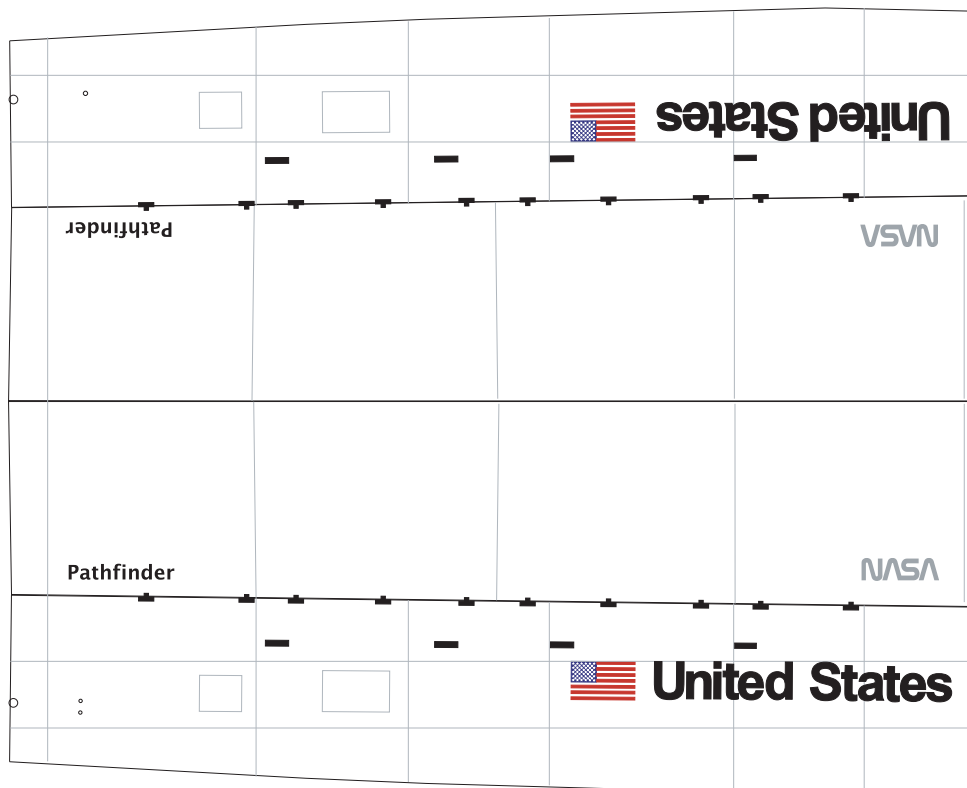 United States
Pathfinder
NASA
Pathfinder
NASA
United States